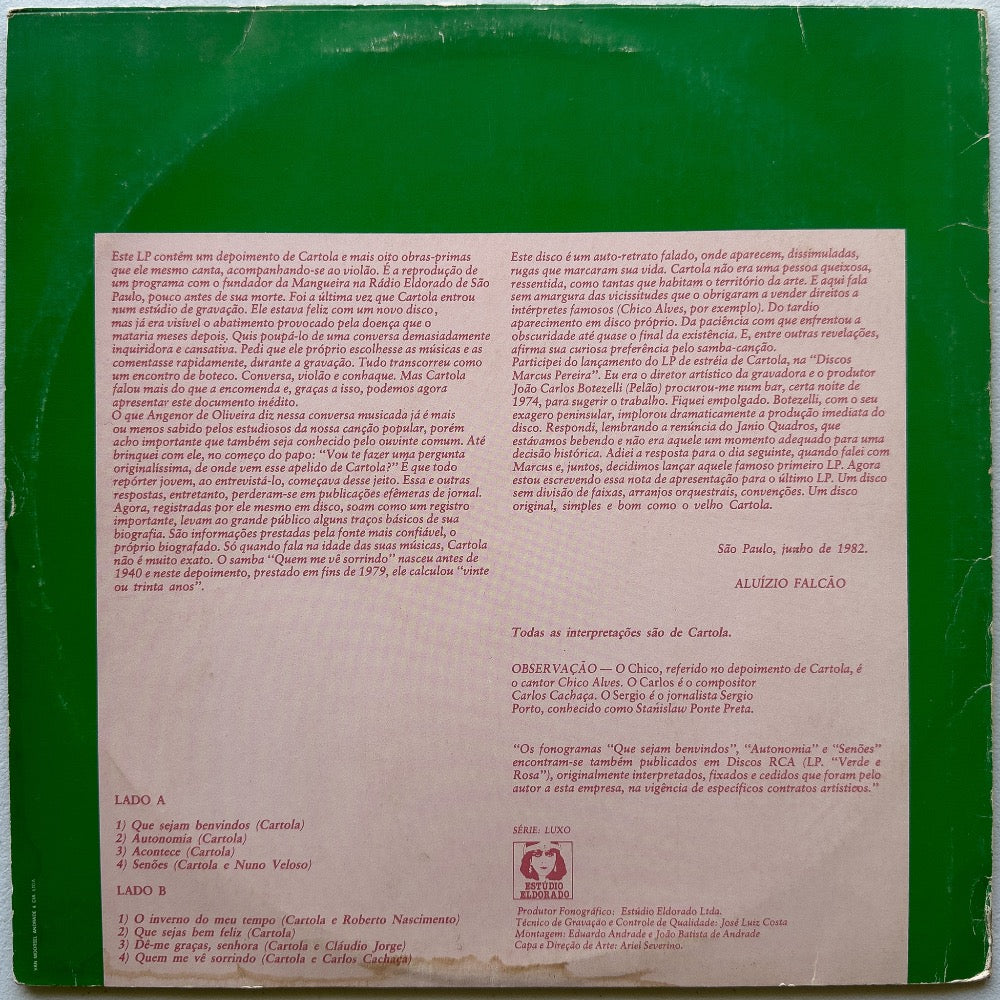 Este LP contém um depoimento de Cartola e mais oito obras-primas
que ele mesmo canta, acompanhando-se ao violão. É a reprodução de
um programa com o fundador da Mangueira na Rádio Eldorado de São
Paulo, pouco antes de sua morte. Foi a última vez que Cartola entrou
num estúdio de gravação. Ele estava feliz com um novo disco,
mas já era visível o abatimento provocado pela doença que o
mataria meses depois. Quis poupá-lo de uma conversa demasiadamente
inquiridora e cansativa. Pedi que ele próprio escolhesse as músicas e as
comentasse rapidamente, durante a gravação. Tudo transcorreu como
um encontro de boteco. Conversa, violão e conhaque. Mas Cartola
falou mais do que a encomenda e, graças a isso, podemos agora
apresentar este documento inédito.
O que Angenor de Oliveira diz nessa conversa musicada já é mais
ou menos sabido pelos estudiosos da nossa canção popular, porém
acho importante que também seja conhecido pelo ouvinte comum. Até
brinquei com ele, no começo do papo: "Vou te fazer uma pergunta
originalíssima, de onde vem esse apelido de Cartola?" E que todo
repórter jovem, ao entrevistá-lo, começava desse jeito. Essa e outras
respostas, entretanto, perderam-se em publicações efêmeras de jornal.
Agora, registradas por ele mesmo em disco, soam como um registro
importante, levam ao grande público alguns traços básicos de sua
biografia. São informações prestadas pela fonte mais confiável, o
próprio biografado. Só quando fala na idade das suas músicas, Cartola
não é muito exato. O samba "Quem me vê sorrindo" nasceu antes de
1940 e neste depoimento, prestado em fins de 1979, ele calculou "vinte
ou trinta anos".
LADO A
1) Que sejam benvindos (Cartola)
2) Autonomia (Cartola)
3) Acontece (Cartola)
4) Senões (Cartola e Nuno Veloso)
LADO B
1) O inverno do meu tempo (Cartola e Roberto Nascimento)
2) Que sejas bem feliz (Cartola)
3) Dê-me graças, senhora (Cartola e Cláudio Jorge)
4) Quem me vê sorrindo (Cartola e Carlos Cachaça)
Este disco é um auto-retrato falado, onde aparecem, dissimuladas,
rugas que marcaram sua vida. Cartola não era uma pessoa queixosa,
ressentida, como tantas que habitam o território da arte. E aqui fala
sem amargura das vicissitudes que o obrigaram a vender direitos a
intérpretes famosos (Chico Alves, por exemplo). Do tardio
aparecimento em disco próprio. Da paciência com que enfrentou a
obscuridade até quase o final da existência. E, entre outras revelações,
afirma sua curiosa preferência pelo samba-canção.
Participei do lançamento do LP de estréia de Cartola, na "Discos
Marcus Pereira". Eu era o diretor artístico da gravadora e o produtor
João Carlos Botezelli (Pelão) procurou-me num bar, certa noite de
1974, para sugerir o trabalho. Fiquei empolgado. Botezelli, com o seu
exagero peninsular, implorou dramaticamente a produção imediata do
disco. Respondi, lembrando a renúncia do Janio Quadros, que
estávamos bebendo e não era aquele um momento adequado para uma
decisão histórica. Adiei a resposta para o dia seguinte, quando falei com
Marcus e, juntos, decidimos lançar aquele famoso primeiro LP. Agora
estou escrevendo essa nota de apresentação para o último LP. Um disco
sem divisão de faixas, arranjos orquestrais, convenções. Um disco
original, simples e bom como o velho Cartola.
São Paulo, junho de 1982.
ALUÍZIO FALCÃO
Todas as interpretações são de Cartola.
OBSERVAÇÃO — O Chico, referido no depoimento de Cartola, é
o cantor Chico Alves. O Carlos é o compositor
Carlos Cachaça. O Sergio é o jornalista Sergio
Porto, conhecido como Stanislaw Ponte Preta.
"Os fonogramas "Que sejam benvindos", "Autonomia" e "Senões"
encontram-se também publicados em Discos RCA (LP. "Verde e
Rosa"), originalmente interpretados, fixados e cedidos que foram pelo
autor a esta empresa, na vigência de específicos contratos artísticos."
SÉRIE: LUXO
ESTÚDIO
ELDORADO
Produtor Fonográfico: Estúdio Eldorado Ltda.
Técnico de Gravação e Controle de Qualidade: José Luiz Costa
Montagem: Eduardo Andrade e João Batista de Andrade
Capa e Direção de Arte: Ariel Severino.